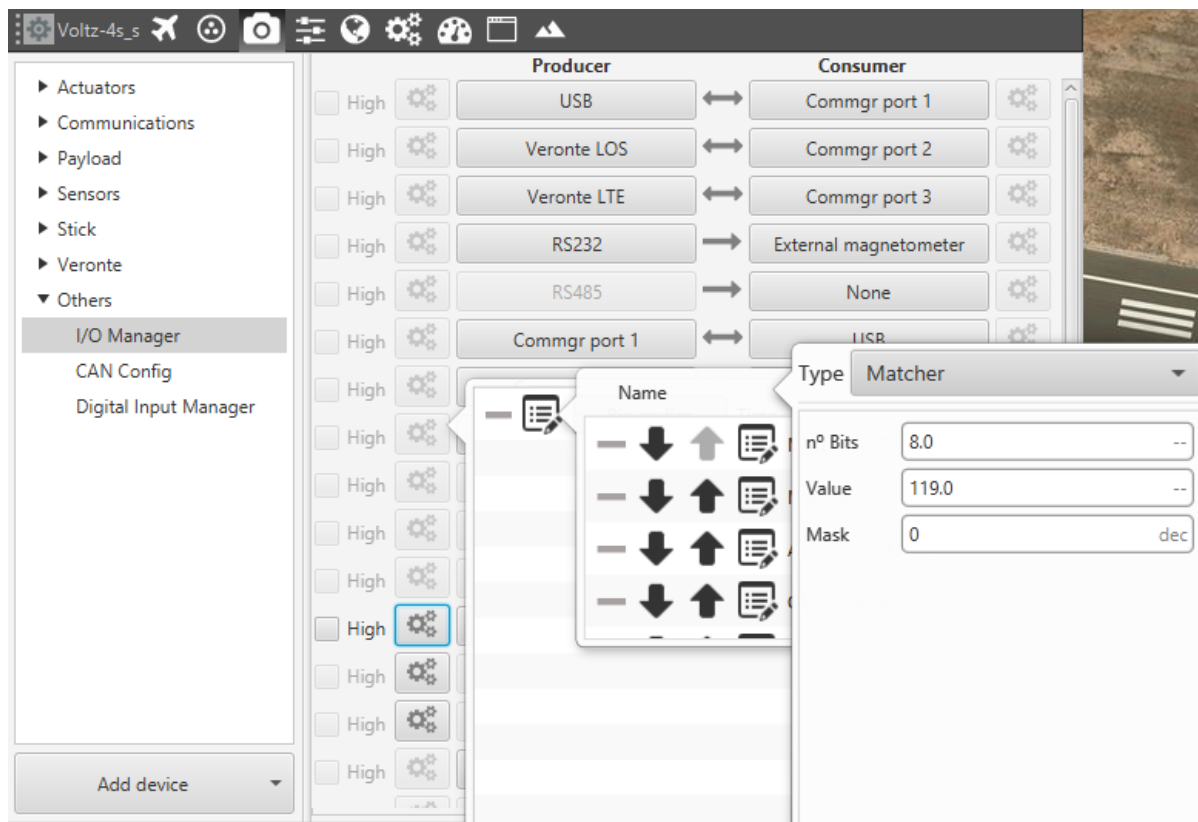 Voltz-4s_s
Actuators
Communications
Payload
Sensors
Stick
Veronte
Others
I/O Manager
CAN Config
Digital Input Manager
Add device
Producer Consumer
High USB Commgr port 1
High Veronte LOS Commgr port 2
High Veronte LTE Commgr port 3
High RS232 External magnetometer
High RS485 None
High Commgr port 1 USB
High
High
High
High
High
High
High
High
High
Name
Type Matcher
nº Bits 8.0 --
Value 119.0 --
Mask 0 dec